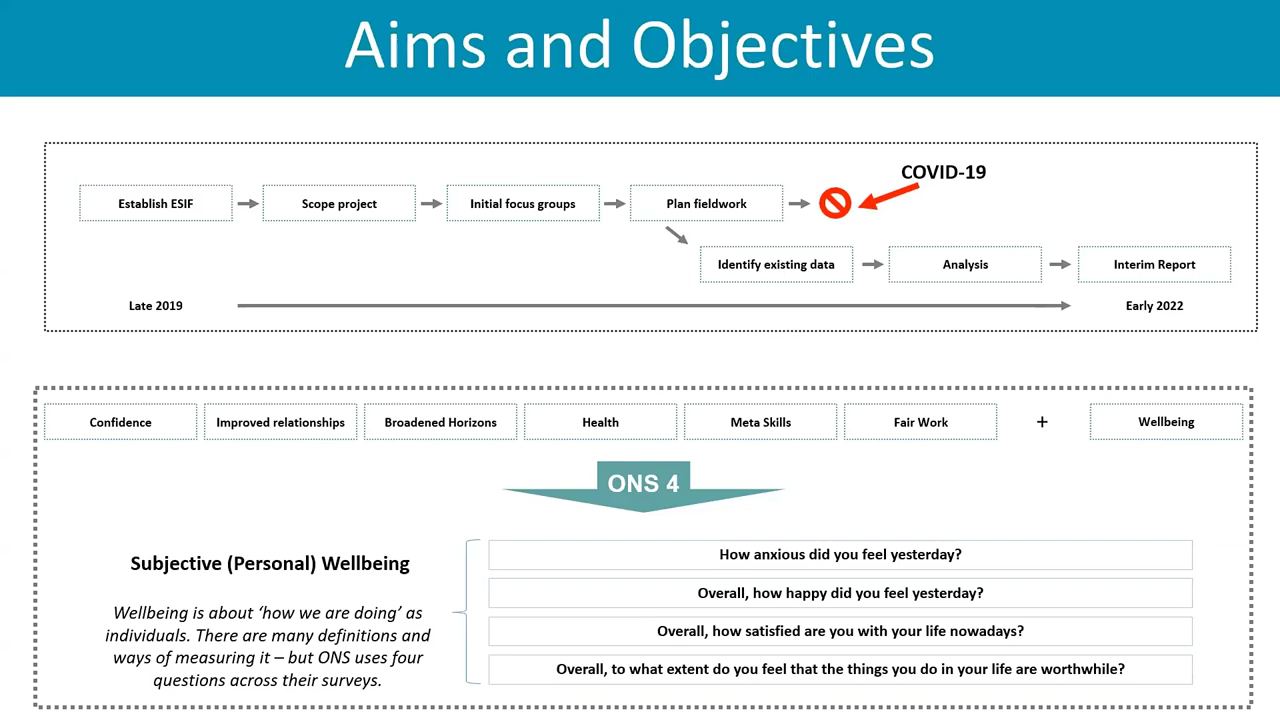 Aims and Objectives
COVID-19
Establish ESIF
Scope project
Initial focus groups
Plan fieldwork
Identify existing data
Analysis
Interim Report
Late 2019
Early 2022
Confidence
Improved relationships
Broadened Horizons
Health
Meta Skills
Fair Work
+
Wellbeing
ONS 4
Subjective (Personal) Wellbeing
Wellbeing is about ‘how we are doing’ as
individuals. There are many definitions and
ways of measuring it – but ONS uses four
questions across their surveys.
How anxious did you feel yesterday?
Overall, how happy did you feel yesterday?
Overall, how satisfied are you with your life nowadays?
Overall, to what extent do you feel that the things you do in your life are worthwhile?